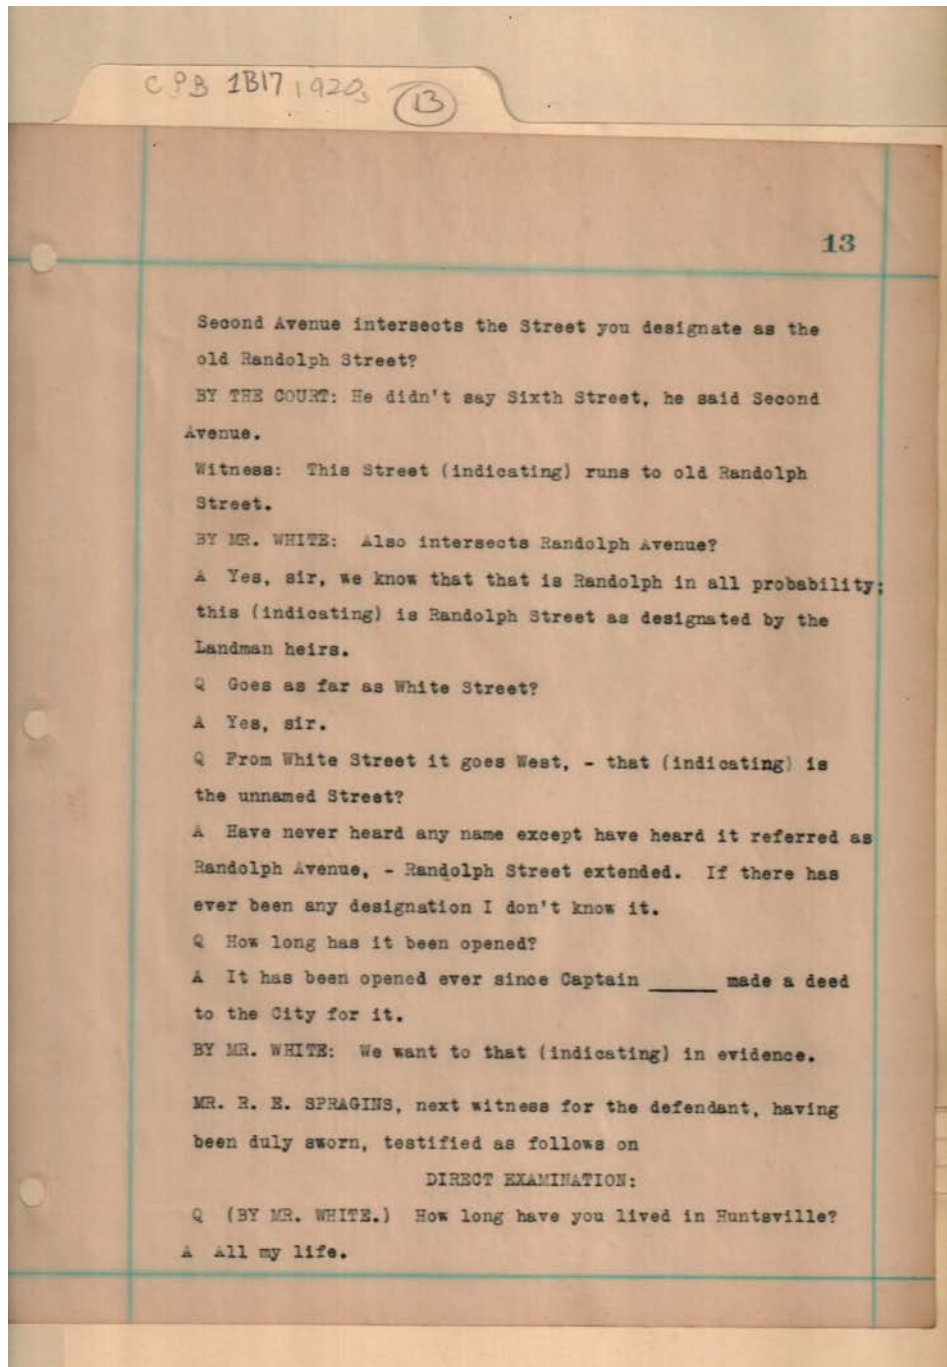 CPB 1B17 1920s 13
13
Second Avenue intersects the Street you designate as the
old Randolph Street?
BY THE COURT: He didn't say Sixth Street, he said Second
Avenue.
Witness:  This Street (indicating) runs to old Randolph
Street.
BY MR. WHITE:  Also intersects Randolph Avenue?
A  Yes, sir, we know that that is Randolph in all probability;
this (indicating) is Randolph Street as designated by the
Landman heirs.
Q  Goes as far as White Street?
A  Yes, sir.
Q  From White Street it goes West, - that (indicating) is
the unnamed Street?
A  Have never heard any name except have heard it referred as
Randolph Avenue, - Randolph Street extended.  If there has
ever been any designation I don't know it.
Q  How long has it been opened?
A  It has been opened ever since Captain ______ made a deed
to the City for it.
BY MR. WHITE:  We want to that (indicating) in evidence.
MR. R. E. SPRAGINS, next witness for the defendant, having
been duly sworn, testified as follows on
DIRECT EXAMINATION:
Q  (BY MR. WHITE.)  How long have you lived in Huntsville?
A  All my life.